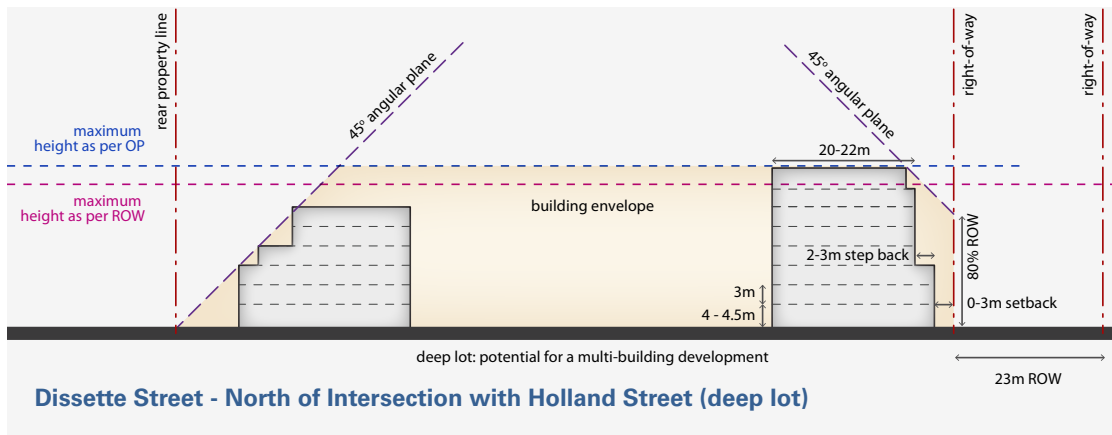 rear property line
45º angular plane
45º angular plane
right-of-way
right-of-way
maximum
height as per OP
20-22m
maximum
height as per ROW
building envelope
2-3m step back
80% ROW
3m
0-3m setback
4 - 4.5m
deep lot: potential for a multi-building development
23m ROW
Dissette Street - North of Intersection with Holland Street (deep lot)